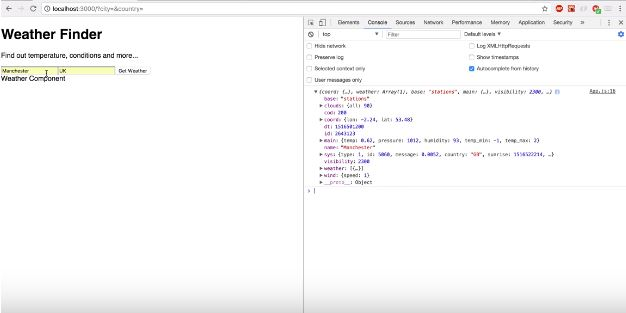 localhost:3000/?city=&country=
Weather Finder
Find out temperature, conditions and more...
Manchester UK Get Weather
Weather Component
Elements Console Sources Network Performance Memory Application Security
top Filter Default levels
Hide network Log XMLHttpRequests
Preserve log Show timestamps
Selected context only Autocomplete from history
User messages only
{coord: {…}, weather: Array(1), base: "stations", main: {…}, visibility: 2300, …} App.js:16
base: "stations"
clouds: {all: 90}
coord: {lon: -2.24, lat: 53.48}
cod: 200
dt: 1516501200
id: 2643123
main: {temp: 0.62, pressure: 1012, humidity: 93, temp_min: -1, temp_max: 2}
name: "Manchester"
sys: {type: 1, id: 5060, message: 0.0052, country: "GB", sunrise: 1516522214, …}
visibility: 2300
weather: [{…}]
wind: {speed: 1}
__proto__: Object